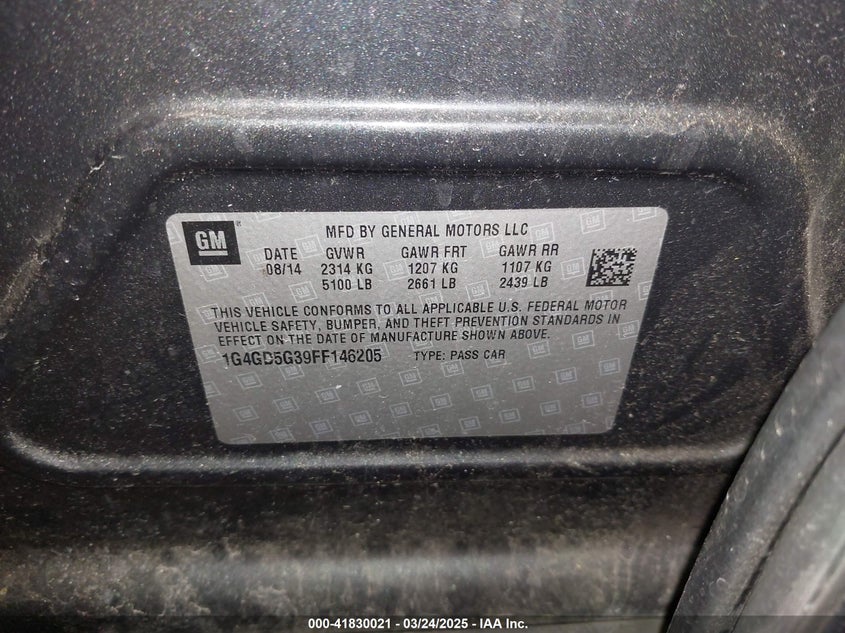 GM
MFD BY GENERAL MOTORS LLC
DATE GVWR GAWR FRT GAWR RR
08/14 2314 KG 1207 KG 1107 KG
5100 LB 2661 LB 2439 LB
THIS VEHICLE CONFORMS TO ALL APPLICABLE U.S. FEDERAL MOTOR
VEHICLE SAFETY, BUMPER, AND THEFT PREVENTION STANDARDS IN
EFFECT ON THE DATE OF MANUFACTURE SHOWN ABOVE.
1G4GD5G39FF146205 TYPE: PASS CAR
000-41830021 / 03/24/2025 - IAA Inc.